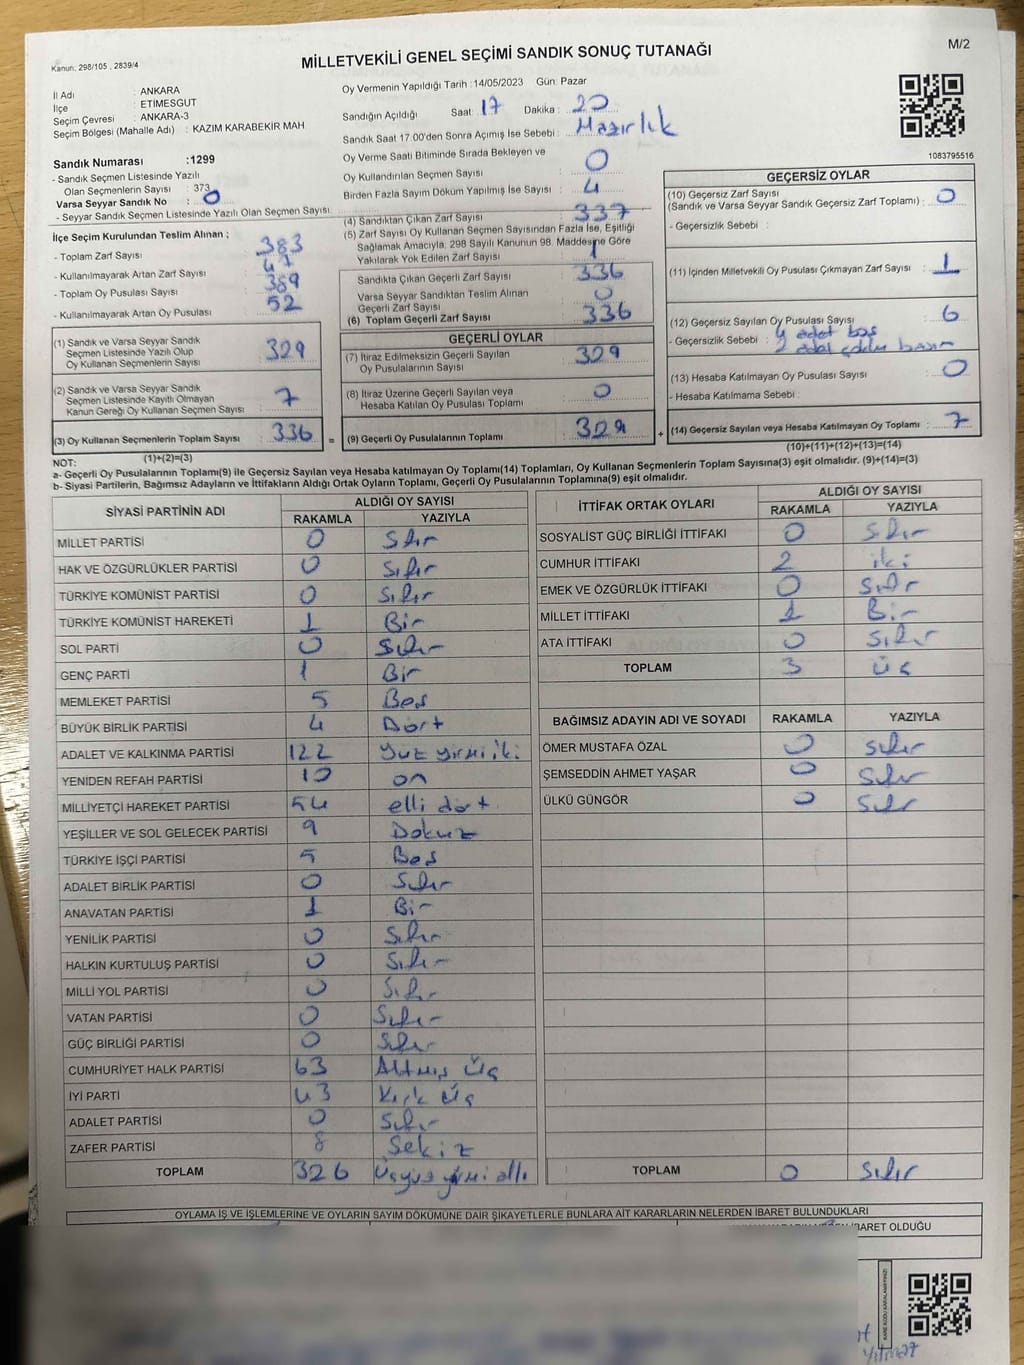 M/2
Kanun: 298/105 , 2839/4
MİLLETVEKİLİ GENEL SEÇİMİ SANDIK SONUÇ TUTANAĞI
İl Adı : ANKARA
İlçe : ETİMESGUT
Seçim Çevresi : ANKARA-3
Seçim Bölgesi (Mahalle Adı) : KAZIM KARABEKİR MAH
Oy Vermenin Yapıldığı Tarih :14/05/2023 Gün: Pazar
Sandığın Açıldığı Saat: 17 Dakika : 20
Sandık Saat 17.00'den Sonra Açımış İse Sebebi : Hazırlık
Oy Verme Saati Bitiminde Sırada Bekleyen ve
Oy Kullandırılan Seçmen Sayısı : 0
Birden Fazla Sayım Döküm Yapılmış İse Sayısı : 4
1083795516
Sandık Numarası :1299
- Sandık Seçmen Listesinde Yazılı
Olan Seçmenlerin Sayısı : 373
Varsa Seyyar Sandık No : 0
- Seyyar Sandık Seçmen Listesinde Yazılı Olan Seçmen Sayısı:
İlçe Seçim Kurulundan Teslim Alınan ;
- Toplam Zarf Sayısı : 383
- Kullanılmayarak Artan Zarf Sayısı : 47
- Toplam Oy Pusulası Sayısı : 389
- Kullanılmayarak Artan Oy Pusulası : 52
(1) Sandık ve Varsa Seyyar Sandık
Seçmen Listesinde Yazılı Olup
Oy Kullanan Seçmenlerin Sayısı : 329
(2) Sandık ve Varsa Seyyar Sandık
Seçmen Listesinde Kayıtlı Olmayan
Kanun Gereği Oy Kullanan Seçmen Sayısı : 7
(3) Oy Kullanan Seçmenlerin Toplam Sayısı : 336 =
(1)+(2)=(3)
(4) Sandıktan Çıkan Zarf Sayısı : 337
(5) Zarf Sayısı Oy Kullanan Seçmen Sayısından Fazla İse, Eşitliği
Sağlamak Amacıyla, 298 Sayılı Kanunun 98. Maddesine Göre
Yakılarak Yok Edilen Zarf Sayısı : 1
Sandıkta Çıkan Geçerli Zarf Sayısı : 336
Varsa Seyyar Sandıktan Teslim Alınan
Geçerli Zarf Sayısı : 0
(6) Toplam Geçerli Zarf Sayısı : 336
GEÇERLİ OYLAR
(7) İtiraz Edilmeksizin Geçerli Sayılan
Oy Pusulalarının Sayısı : 329
(8) İtiraz Üzerine Geçerli Sayılan veya
Hesaba Katılan Oy Pusulası Toplamı : 0
(9) Geçerli Oy Pusulalarının Toplamı : 329 +
GEÇERSİZ OYLAR
(10) Geçersiz Zarf Sayısı
(Sandık ve Varsa Seyyar Sandık Geçersiz Zarf Toplamı) : 0
- Geçersizlik Sebebi :
(11) İçinden Milletvekili Oy Pusulası Çıkmayan Zarf Sayısı : 1
(12) Geçersiz Sayılan Oy Pusulası Sayısı : 6
- Geçersizlik Sebebi : 4 adet boş
2 adet
(13) Hesaba Katılmayan Oy Pusulası Sayısı : 0
- Hesaba Katılmama Sebebi :
(14) Geçersiz Sayılan veya Hesaba Katılmayan Oy Toplamı : 7
(10)+(11)+(12)+(13)=(14)
NOT:
a- Geçerli Oy Pusulalarının Toplamı(9) ile Geçersiz Sayılan veya Hesaba katılmayan Oy Toplamı(14) Toplamları, Oy Kullanan Seçmenlerin Toplam Sayısına(3) eşit olmalıdır. (9)+(14)=(3)
b- Siyasi Partilerin, Bağımsız Adayların ve İttifakların Aldığı Ortak Oyların Toplamı, Geçerli Oy Pusulalarının Toplamına(9) eşit olmalıdır.
SİYASİ PARTİNİN ADI ALDIĞI OY SAYISI
RAKAMLA YAZIYLA
MİLLET PARTİSİ 0 Sıfır
HAK VE ÖZGÜRLÜKLER PARTİSİ 0 Sıfır
TÜRKİYE KOMÜNİST PARTİSİ 0 Sıfır
TÜRKİYE KOMÜNİST HAREKETİ 1 Bir
SOL PARTİ 0 Sıfır
GENÇ PARTİ 1 Bir
MEMLEKET PARTİSİ 5 Beş
BÜYÜK BİRLİK PARTİSİ 4 Dört
ADALET VE KALKINMA PARTİSİ 122 Yüz yirmi iki
YENİDEN REFAH PARTİSİ 10 on
MİLLİYETÇİ HAREKET PARTİSİ 54 elli dört
YEŞİLLER VE SOL GELECEK PARTİSİ 9 Dokuz
TÜRKİYE İŞÇİ PARTİSİ 5 Beş
ADALET BİRLİK PARTİSİ 0 Sıfır
ANAVATAN PARTİSİ 1 Bir
YENİLİK PARTİSİ 0 Sıfır
HALKIN KURTULUŞ PARTİSİ 0 Sıfır
MİLLİ YOL PARTİSİ 0 Sıfır
VATAN PARTİSİ 0 Sıfır
GÜÇ BİRLİĞİ PARTİSİ 0 Sıfır
CUMHURİYET HALK PARTİSİ 63 Altmış üç
İYİ PARTİ 43 Kırk üç
ADALET PARTİSİ 0 Sıfır
ZAFER PARTİSİ 8 Sekiz
TOPLAM 326 Üçyüz yirmi altı
İTTİFAK ORTAK OYLARI ALDIĞI OY SAYISI
RAKAMLA YAZIYLA
SOSYALİST GÜÇ BİRLİĞİ İTTİFAKI 0 Sıfır
CUMHUR İTTİFAKI 2 iki
EMEK VE ÖZGÜRLÜK İTTİFAKI 0 Sıfır
MİLLET İTTİFAKI 1 Bir
ATA İTTİFAKI 0 Sıfır
TOPLAM 3 üç
BAĞIMSIZ ADAYIN ADI VE SOYADI RAKAMLA YAZIYLA
ÖMER MUSTAFA ÖZAL 0 Sıfır
ŞEMSEDDİN AHMET YAŞAR 0 Sıfır
ÜLKÜ GÜNGÖR 0 Sıfır
TOPLAM 0 Sıfır
OYLAMA İŞ VE İŞLEMLERİNE VE OYLARIN SAYIM DÖKÜMÜNE DAİR ŞİKAYETLERLE BUNLARA AİT KARARLARIN NELERDEN İBARET BULUNDUKLARI
İBARET OLDUĞU